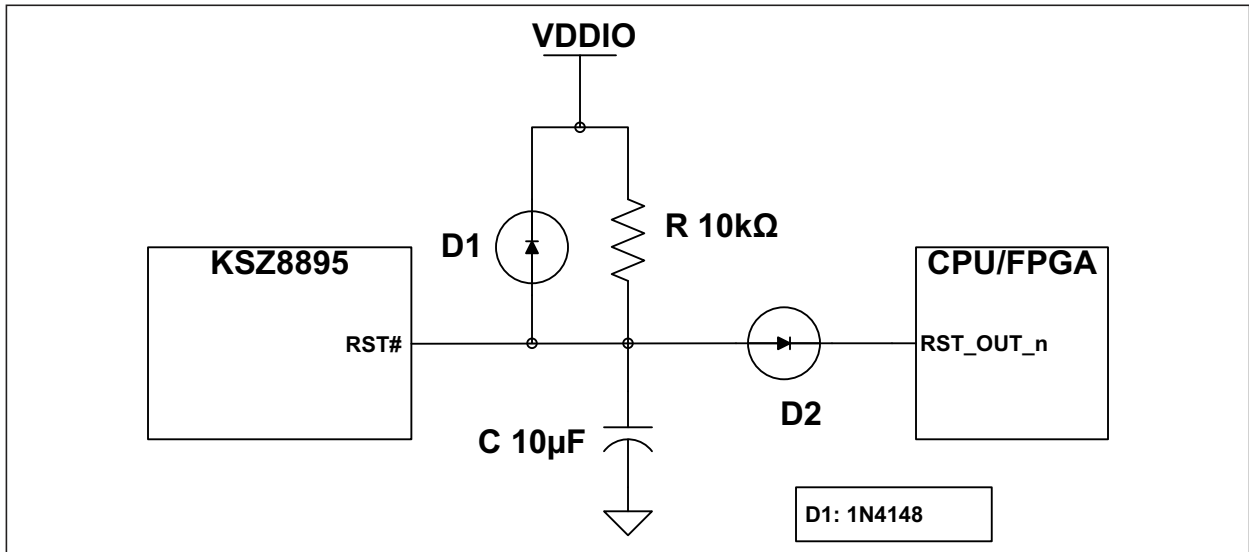 VDDIO
D1
R 10kΩ
KSZ8895
CPU/FPGA
RST#
RST_OUT_n
D2
C 10µF
D1: 1N4148